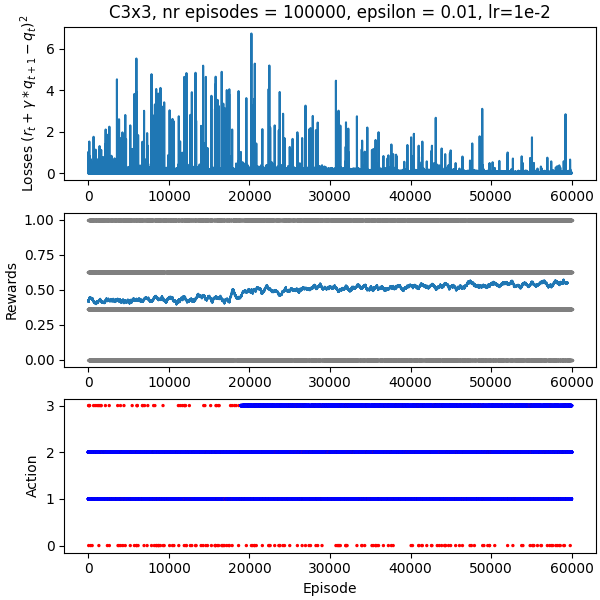 C3x3, nr episodes = 100000, epsilon = 0.01, lr=1e-2
Losses $(r_t + \gamma * q_{t+1} - q_t)^2$
6
4
2
0
0 10000 20000 30000 40000 50000 60000
Rewards
1.00
0.75
0.50
0.25
0.00
0 10000 20000 30000 40000 50000 60000
Action
3
2
1
0
0 10000 20000 30000 40000 50000 60000
Episode